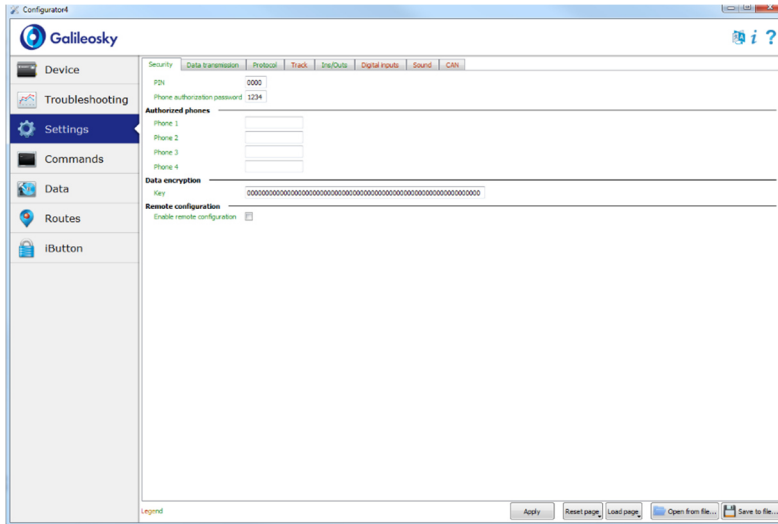 Configurator4
Galileosky
Device
Troubleshooting
Settings
Commands
Data
Routes
iButton
Security Data transmission Protocol Track Ins/Outs Digital inputs Sound CAN
PIN 0000
Phone authorization password 1234
Authorized phones
Phone 1
Phone 2
Phone 3
Phone 4
Data encryption
Key 0000000000000000000000000000000000000000000000000000000000000000
Remote configuration
Enable remote configuration
Legend Apply Reset page Load page Open from file... Save to file...